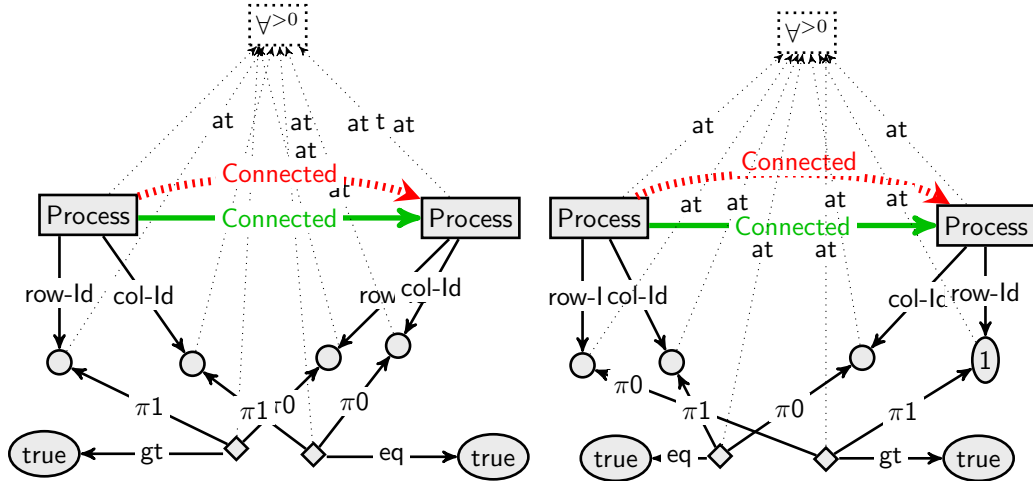 ∀>0
at
at
at t at
at
Connected
at
Process
Connected
Process
row-Id
col-Id
row
col-Id
π1
π1
π0
π0
true
gt
eq
true
∀>0
at
at
Connected
Process
at
at
at
at
Connected
Process
at
at
row-I
col-Id
col-Id
row-Id
1
π0
π1
π0
π1
true
eq
gt
true